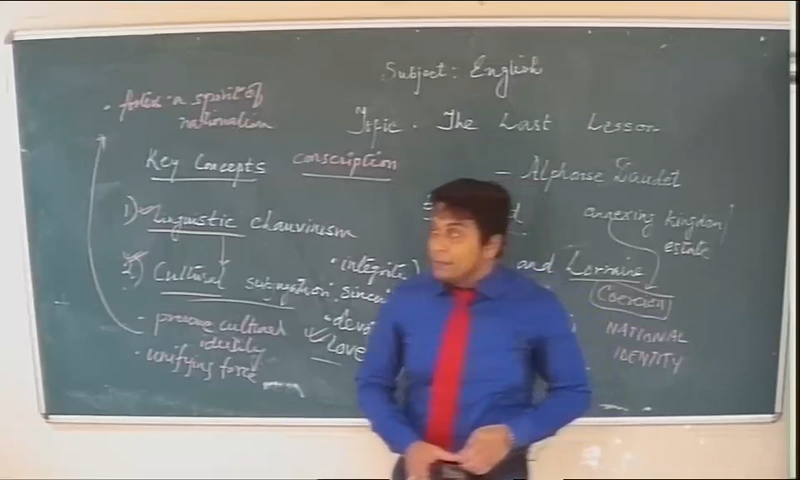 Subject: English
• fosters a spirit of
nationalism
Topic - The Last Lesson
Key Concepts
conscription
- Alphonse Daudet
1) Linguistic chauvinism
annexing kingdom/
estate
2) Cultural subjugation
• integrity
and Lorraine
Coercion
- preserve cultural
identity
• unifying force
Love
NATIONAL
IDENTITY